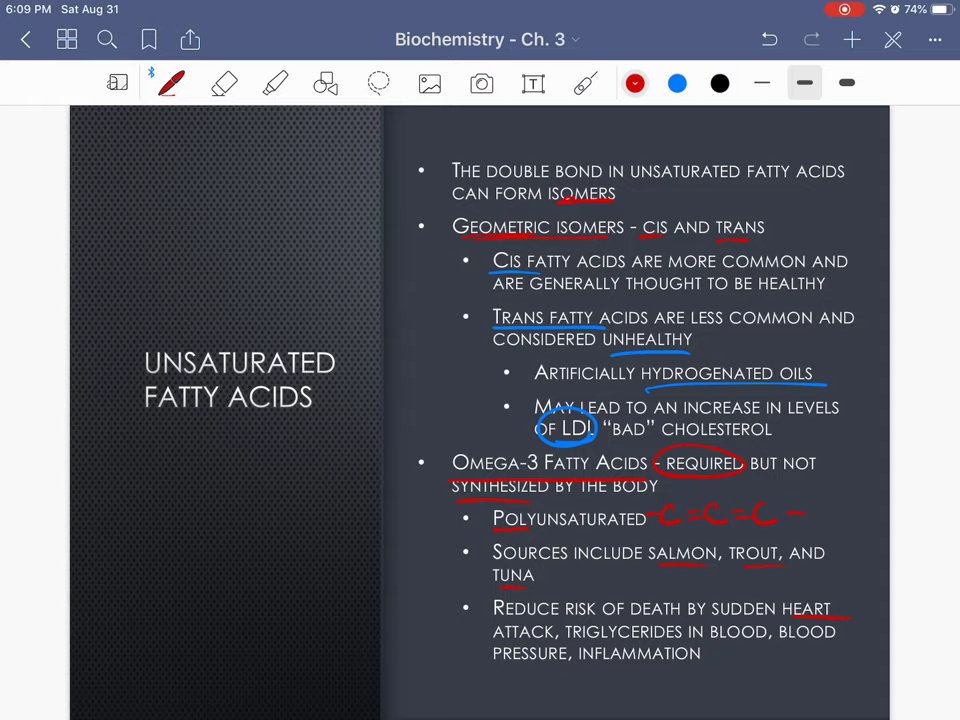 6:09 PM Sat Aug 31 74%
Biochemistry - Ch. 3
UNSATURATED
FATTY ACIDS
• THE DOUBLE BOND IN UNSATURATED FATTY ACIDS
CAN FORM ISOMERS
• GEOMETRIC ISOMERS - CIS AND TRANS
• CIS FATTY ACIDS ARE MORE COMMON AND
ARE GENERALLY THOUGHT TO BE HEALTHY
• TRANS FATTY ACIDS ARE LESS COMMON AND
CONSIDERED UNHEALTHY
• ARTIFICIALLY HYDROGENATED OILS
• MAY LEAD TO AN INCREASE IN LEVELS
OF LDL “BAD” CHOLESTEROL
• OMEGA-3 FATTY ACIDS - REQUIRED BUT NOT
SYNTHESIZED BY THE BODY
• POLYUNSATURATED -C=C=C-
• SOURCES INCLUDE SALMON, TROUT, AND
TUNA
• REDUCE RISK OF DEATH BY SUDDEN HEART
ATTACK, TRIGLYCERIDES IN BLOOD, BLOOD
PRESSURE, INFLAMMATION